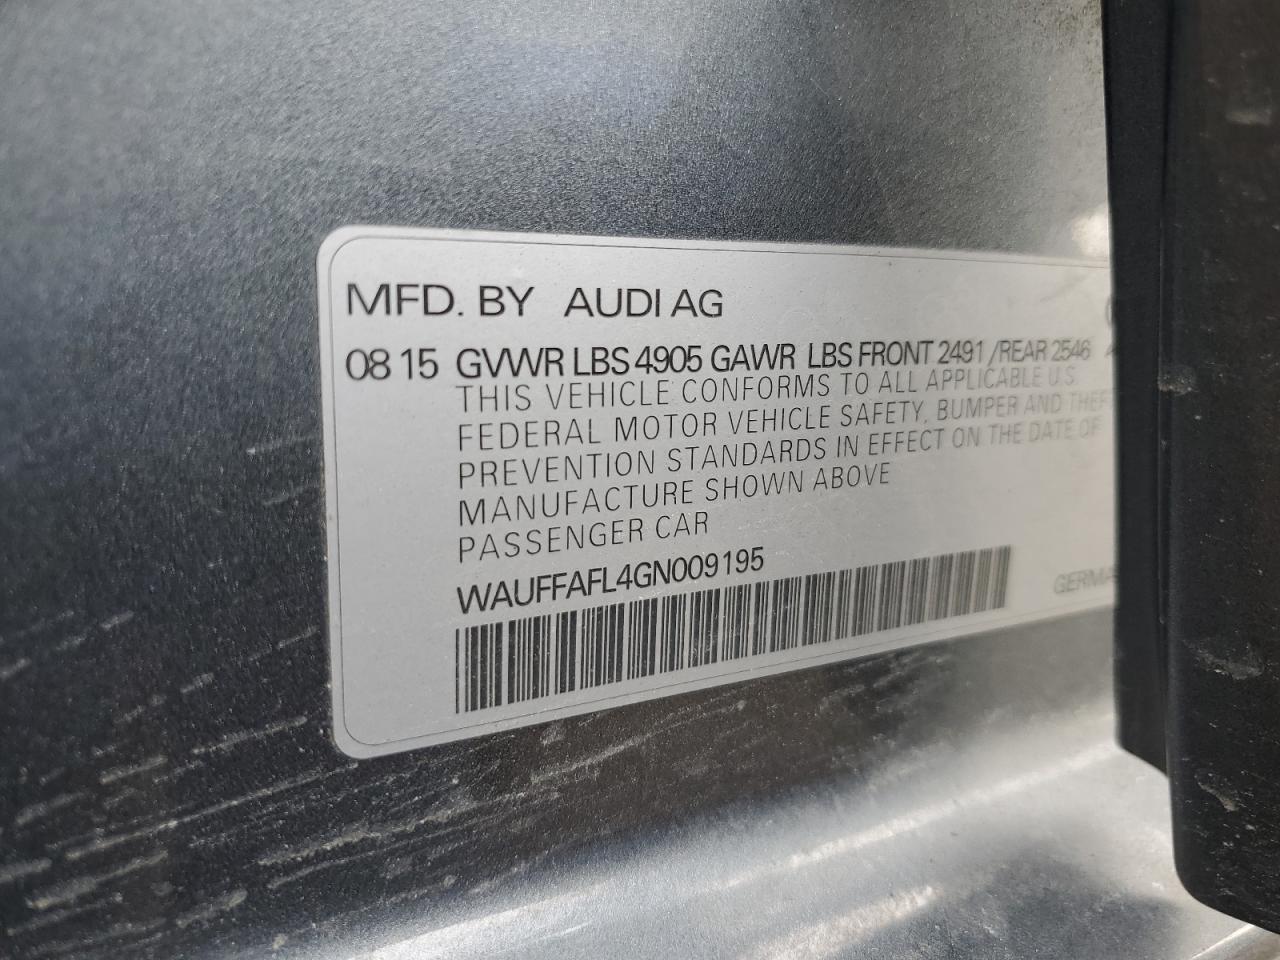 MFD. BY AUDI AG
08 15 GVWR LBS 4905 GAWR LBS FRONT 2491 /REAR 2546
THIS VEHICLE CONFORMS TO ALL APPLICABLE U.S.
FEDERAL MOTOR VEHICLE SAFETY, BUMPER AND THEFT
PREVENTION STANDARDS IN EFFECT ON THE DATE OF
MANUFACTURE SHOWN ABOVE
PASSENGER CAR
WAUFFAFL4GN009195